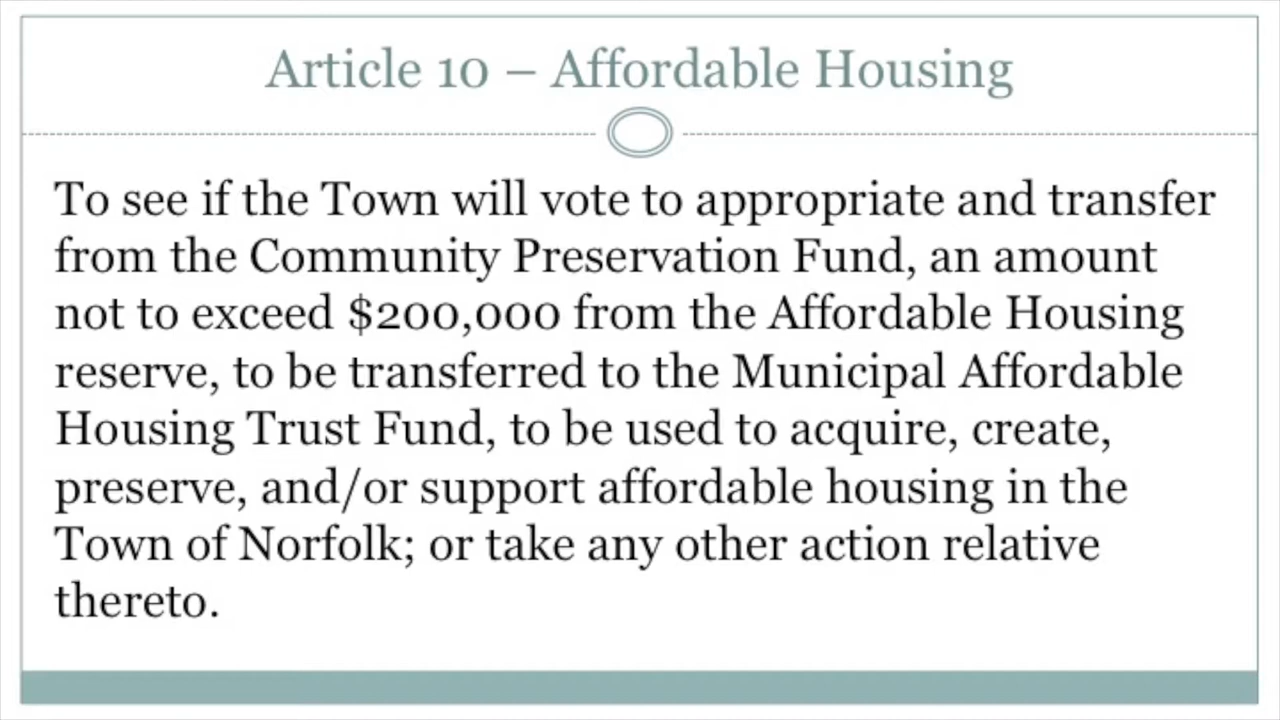 Article 10 – Affordable Housing
To see if the Town will vote to appropriate and transfer
from the Community Preservation Fund, an amount
not to exceed $200,000 from the Affordable Housing
reserve, to be transferred to the Municipal Affordable
Housing Trust Fund, to be used to acquire, create,
preserve, and/or support affordable housing in the
Town of Norfolk; or take any other action relative
thereto.